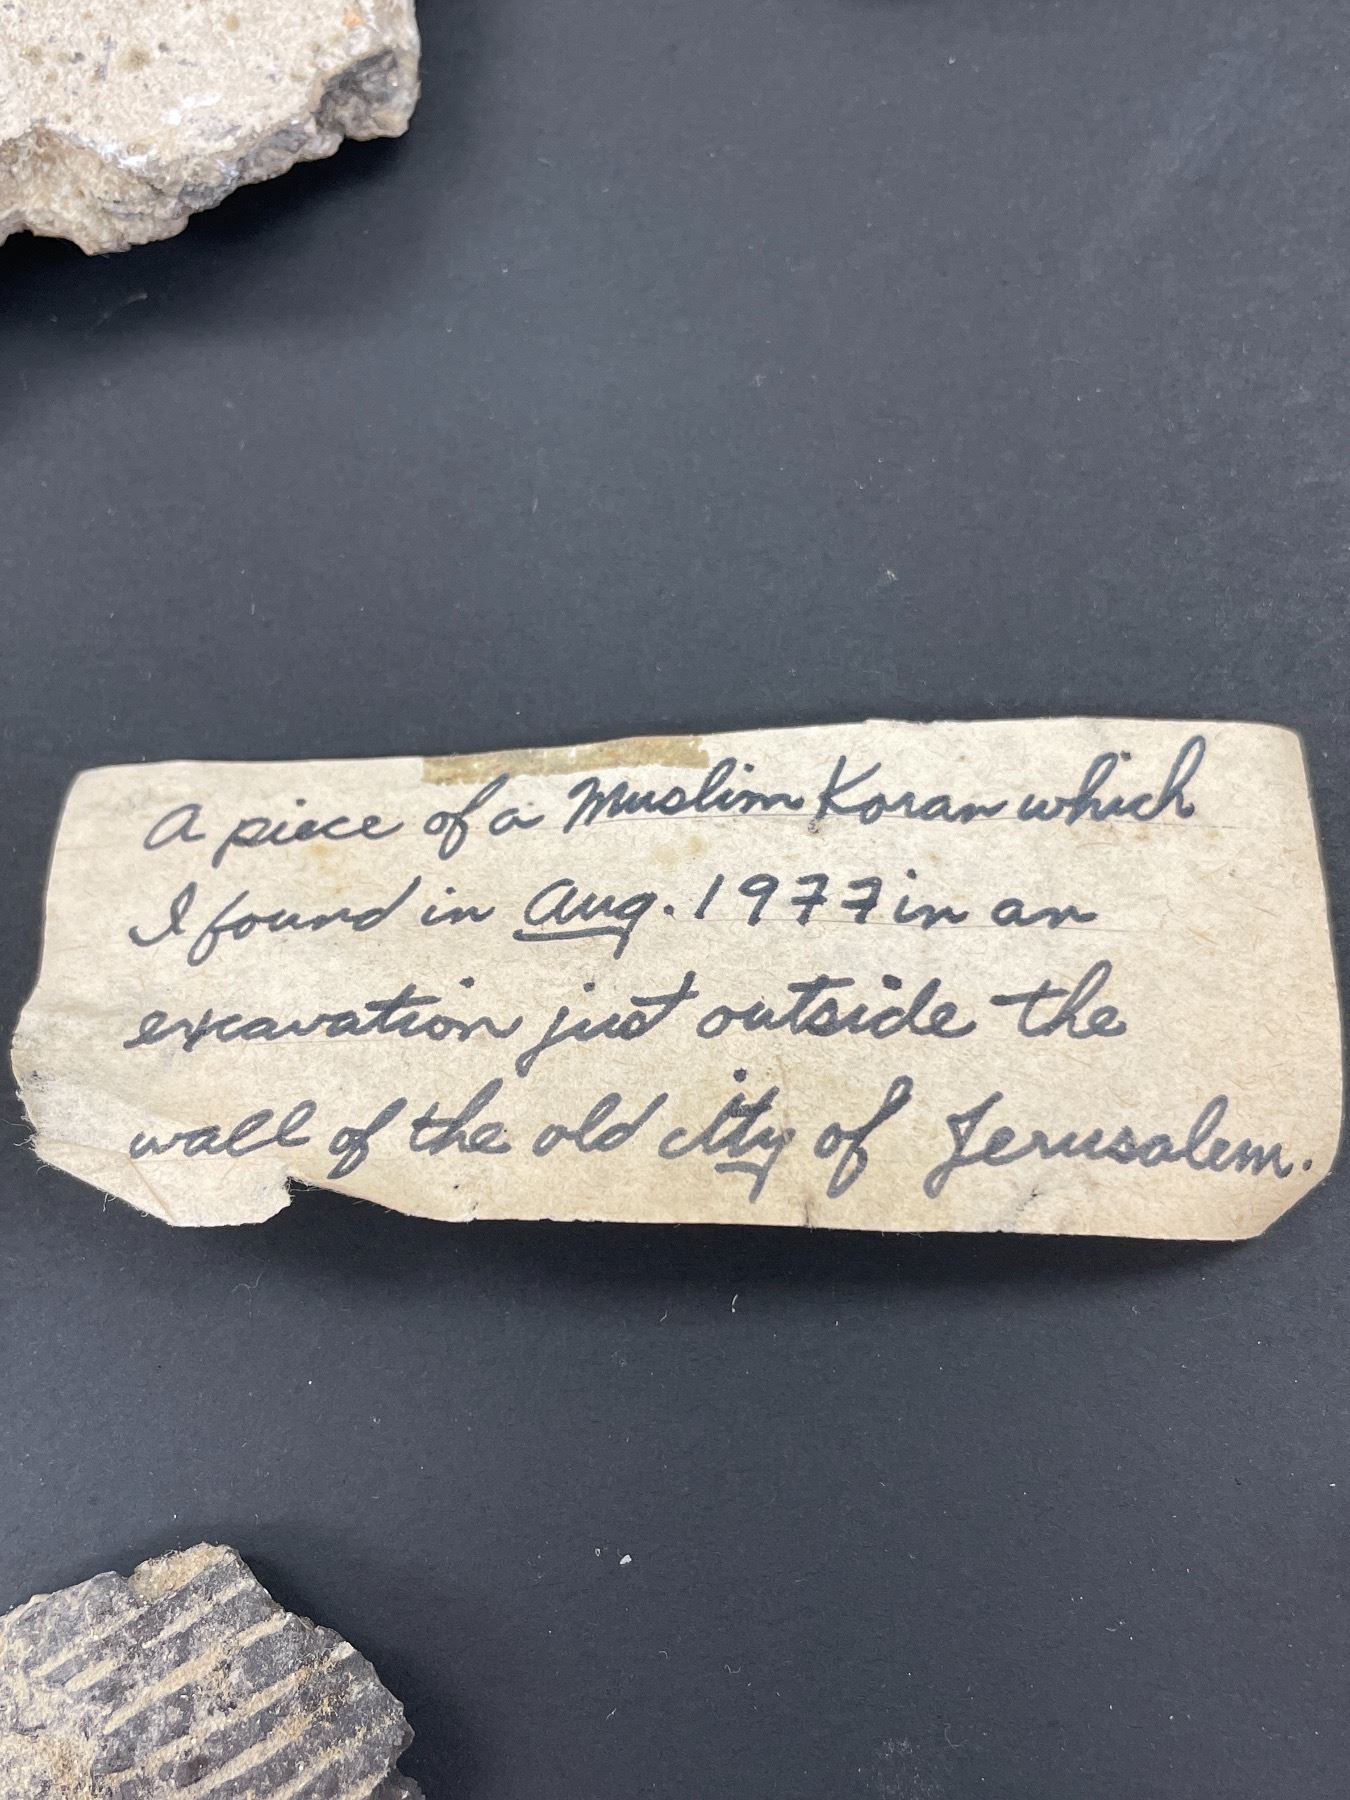 A piece of a Muslim Koran which
I found in Aug. 1977 in an
excavation just outside the
wall of the old city of Jerusalem.